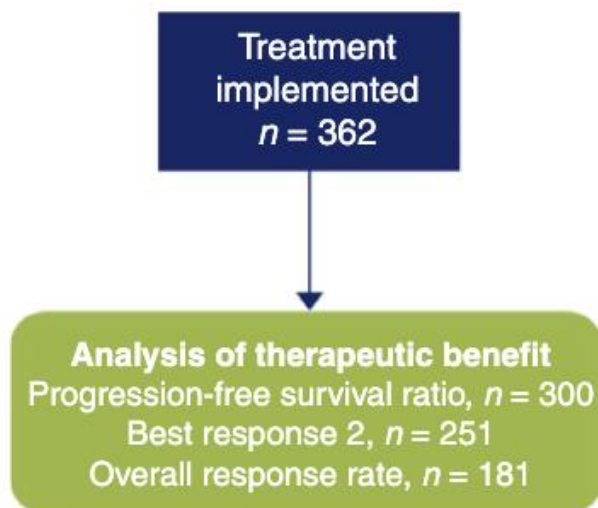 Treatment
implemented
n = 362
Analysis of therapeutic benefit
Progression-free survival ratio, n = 300
Best response 2, n = 251
Overall response rate, n = 181